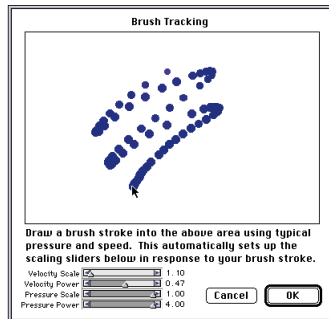 Brush Tracking
Draw a brush stroke into the above area using typical
pressure and speed. This automatically sets up the
scaling sliders below in response to your brush stroke.
Velocity Scale 1.10
Velocity Power 0.47
Pressure Scale 1.00
Pressure Power 4.00
Cancel OK